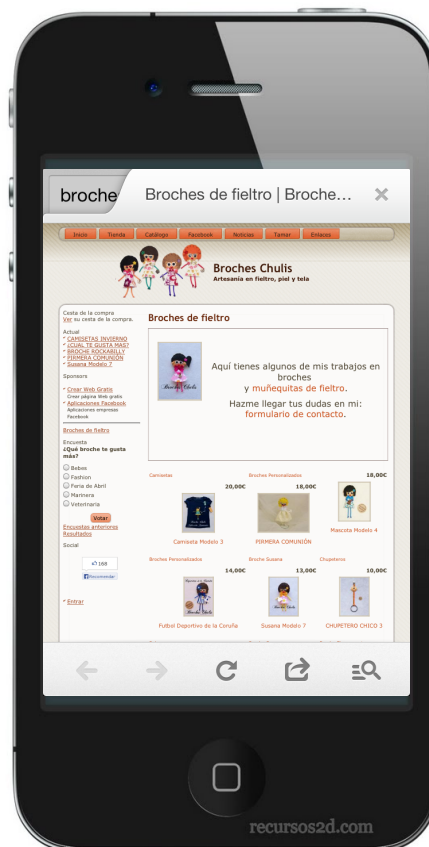 broche
Broches de fieltro | Broche...
Inicio Tienda Catálogo Facebook Noticias Tamar Enlaces
Broches Chulis
Artesanía en fieltro, piel y tela
Cesta de la compra
Ver su cesta de la compra.
Actual
* CAMISETAS INVIERNO
* ¿CUAL TE GUSTA MAS?
* BROCHE ROCKABILLY
* PIRMERA COMUNIÓN
* Susana Modelo 7
Sponsors
* Crear Web Gratis
Crear página Web gratis
* Aplicaciones Facebook
Aplicaciones empresas
Facebook
Broches de fieltro
Encuesta
¿Qué broche te gusta
más?
Bebes
Fashion
Feria de Abril
Marinera
Veterinaria
Votar
Encuestas anteriores
Resultados
Social
168
Recomendar
* Entrar
Broches de fieltro
Aquí tienes algunos de mis trabajos en
broches
y muñequitas de fieltro.
Hazme llegar tus dudas en mi:
formulario de contacto.
Camisetas
20,00€
Camiseta Modelo 3
Broches Personalizados
18,00€
PIRMERA COMUNIÓN
18,00€
Mascota Modelo 4
Broches Personalizados
14,00€
Futbol Deportivo de la Coruña
Broche Susana
13,00€
Susana Modelo 7
Chupeteros
10,00€
CHUPETERO CHICO 3
recursos2d.com